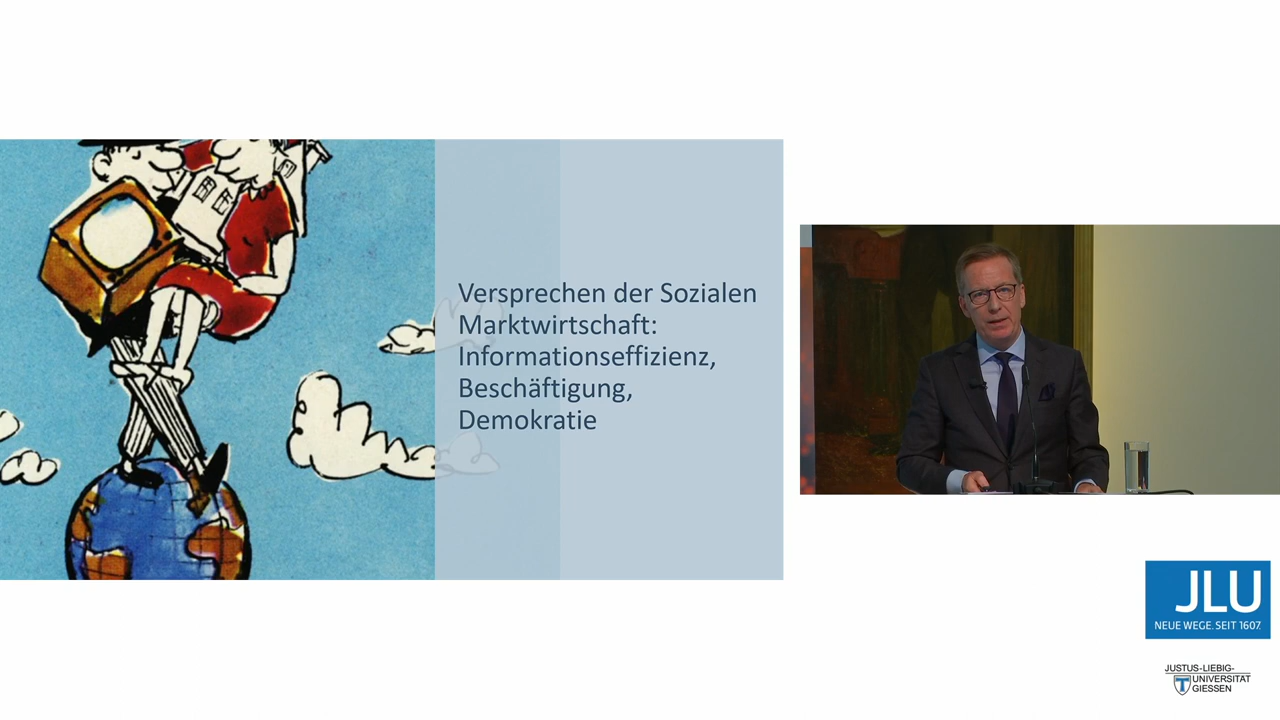 Versprechen der Sozialen
Marktwirtschaft:
Informationseffizienz,
Beschäftigung,
Demokratie
JLU
NEUE WEGE. SEIT 1607.
JUSTUS-LIEBIG-
UNIVERSITÄT
GIESSEN